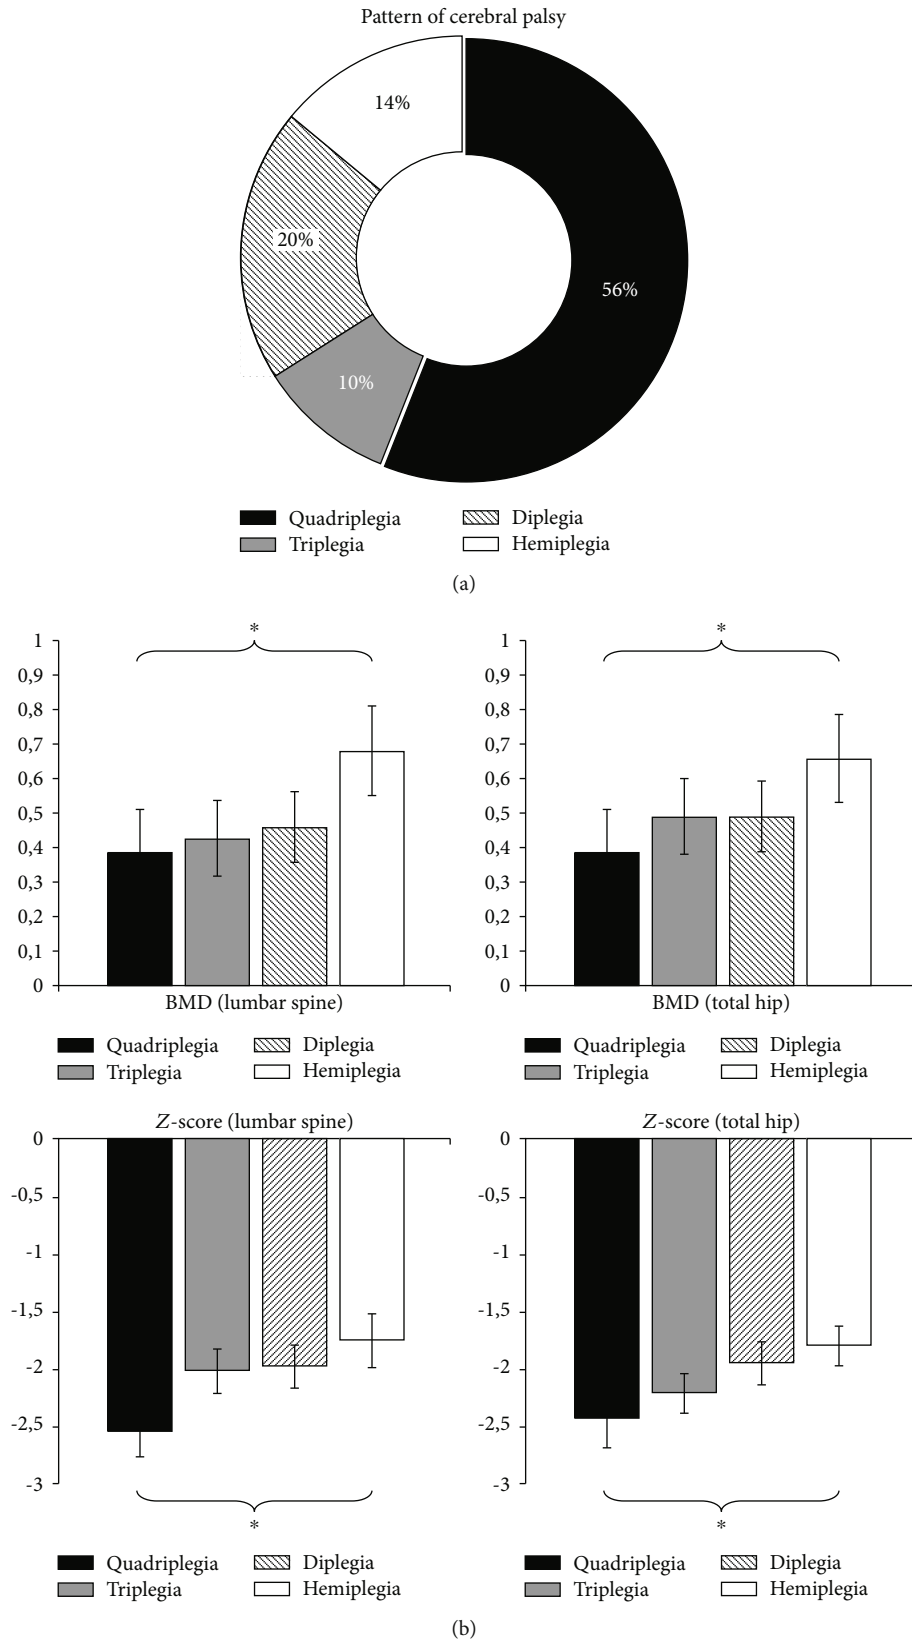 Pattern of cerebral palsy
14%
20%
56%
10%
Quadriplegia Diplegia
Triplegia Hemiplegia
(a)
* *
1 1
0,9 0,9
0,8 0,8
0,7 0,7
0,6 0,6
0,5 0,5
0,4 0,4
0,3 0,3
0,2 0,2
0,1 0,1
0 0
BMD (lumbar spine) BMD (total hip)
Quadriplegia Diplegia Quadriplegia Diplegia
Triplegia Hemiplegia Triplegia Hemiplegia
Z-score (lumbar spine) Z-score (total hip)
0 0
-0,5 -0,5
-1 -1
-1,5 -1,5
-2 -2
-2,5 -2,5
-3 -3
* *
Quadriplegia Diplegia Quadriplegia Diplegia
Triplegia Hemiplegia Triplegia Hemiplegia
(b)